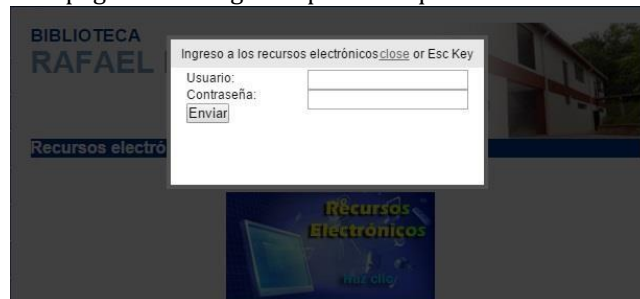 BIBLIOTECA
RAFAEL
Ingreso a los recursos electrónicos close or Esc Key
Usuario:
Contraseña:
Enviar
Recursos electró
Recursos
Electrónicos
Haz clic